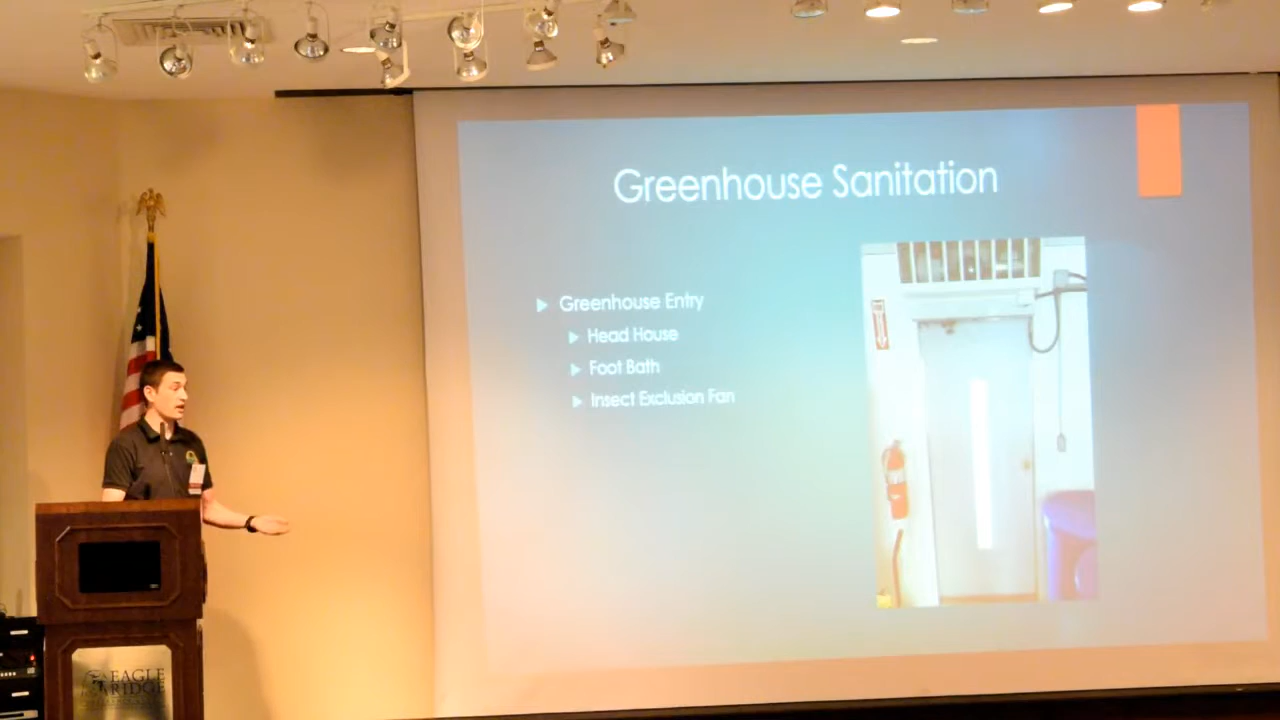 Greenhouse Sanitation
Greenhouse Entry
Head House
Foot Bath
Insect Exclusion Fan
EAGLE
RIDGE